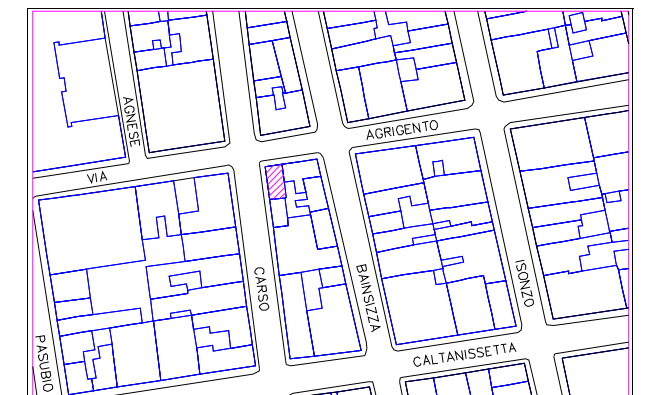 AGNESE
AGRIGENTO
VIA
CARSO
BAINSIZZA
ISONZO
PASUBIO
CALTANISSETTA